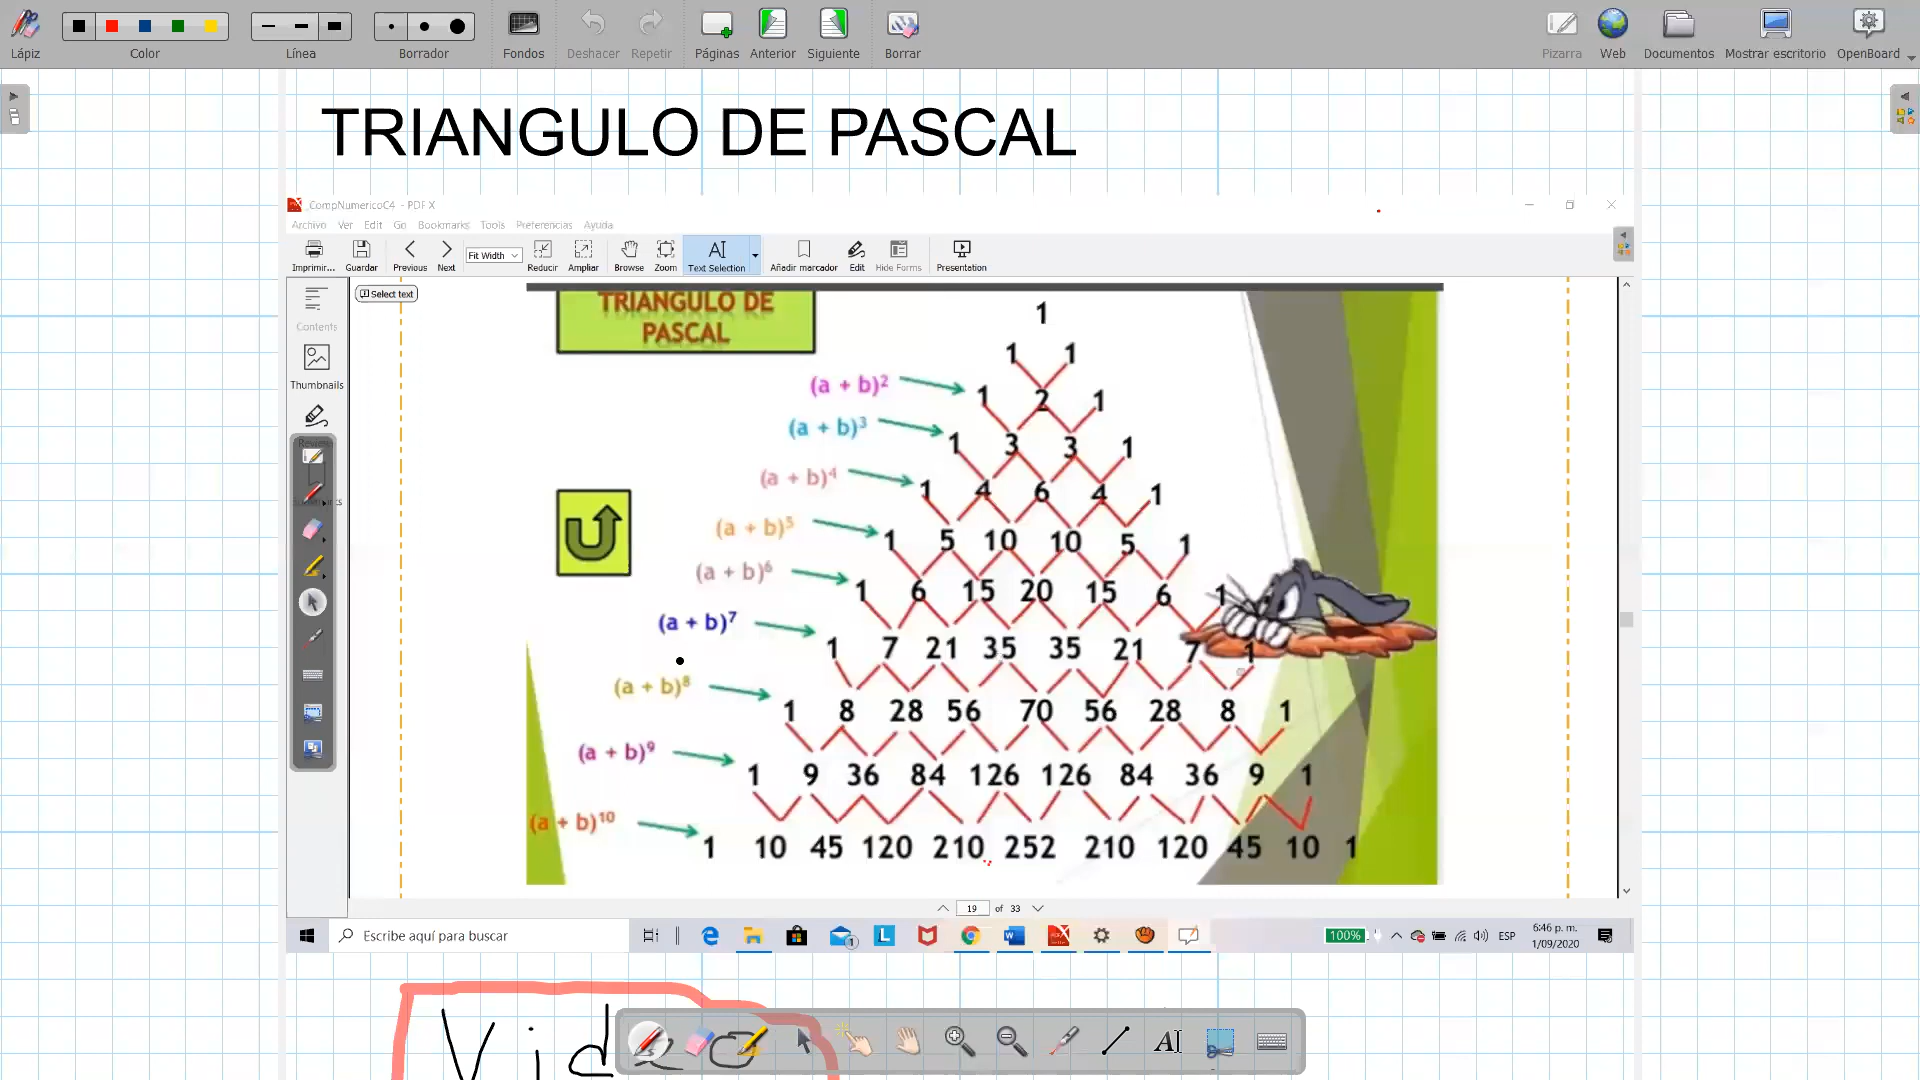 Lápiz
Color
Línea
Borrador
Fondos
Deshacer
Repetir
Páginas
Anterior
Siguiente
Borrar
Pizarra
Web
Documentos
Mostrar escritorio
OpenBoard
TRIANGULO DE PASCAL
CompNumericoC4 - PDF X
Archivo Ver Edit Go Bookmarks Tools Preferencias Ayuda
Imprimir... Guardar Previous Next Fit Width Reducir Ampliar Browse Zoom Text Selection Añadir marcador Edit Hide Forms Presentation
Select text
Contents
Thumbnails
TRIANGULO DE
PASCAL
1
1 1
(a + b)² 1 2 1
(a + b)³ 1 3 3 1
(a + b)⁴ 1 4 6 4 1
(a + b)⁵ 1 5 10 10 5 1
(a + b)⁶ 1 6 15 20 15 6 1
(a + b)⁷ 1 7 21 35 35 21 7 1
(a + b)⁸ 1 8 28 56 70 56 28 8 1
(a + b)⁹ 1 9 36 84 126 126 84 36 9 1
(a + b)¹⁰ 1 10 45 120 210 252 210 120 45 10 1
19 of 33
Escribe aquí para buscar
1
100%
ESP
6:46 p. m.
1/09/2020
Vid